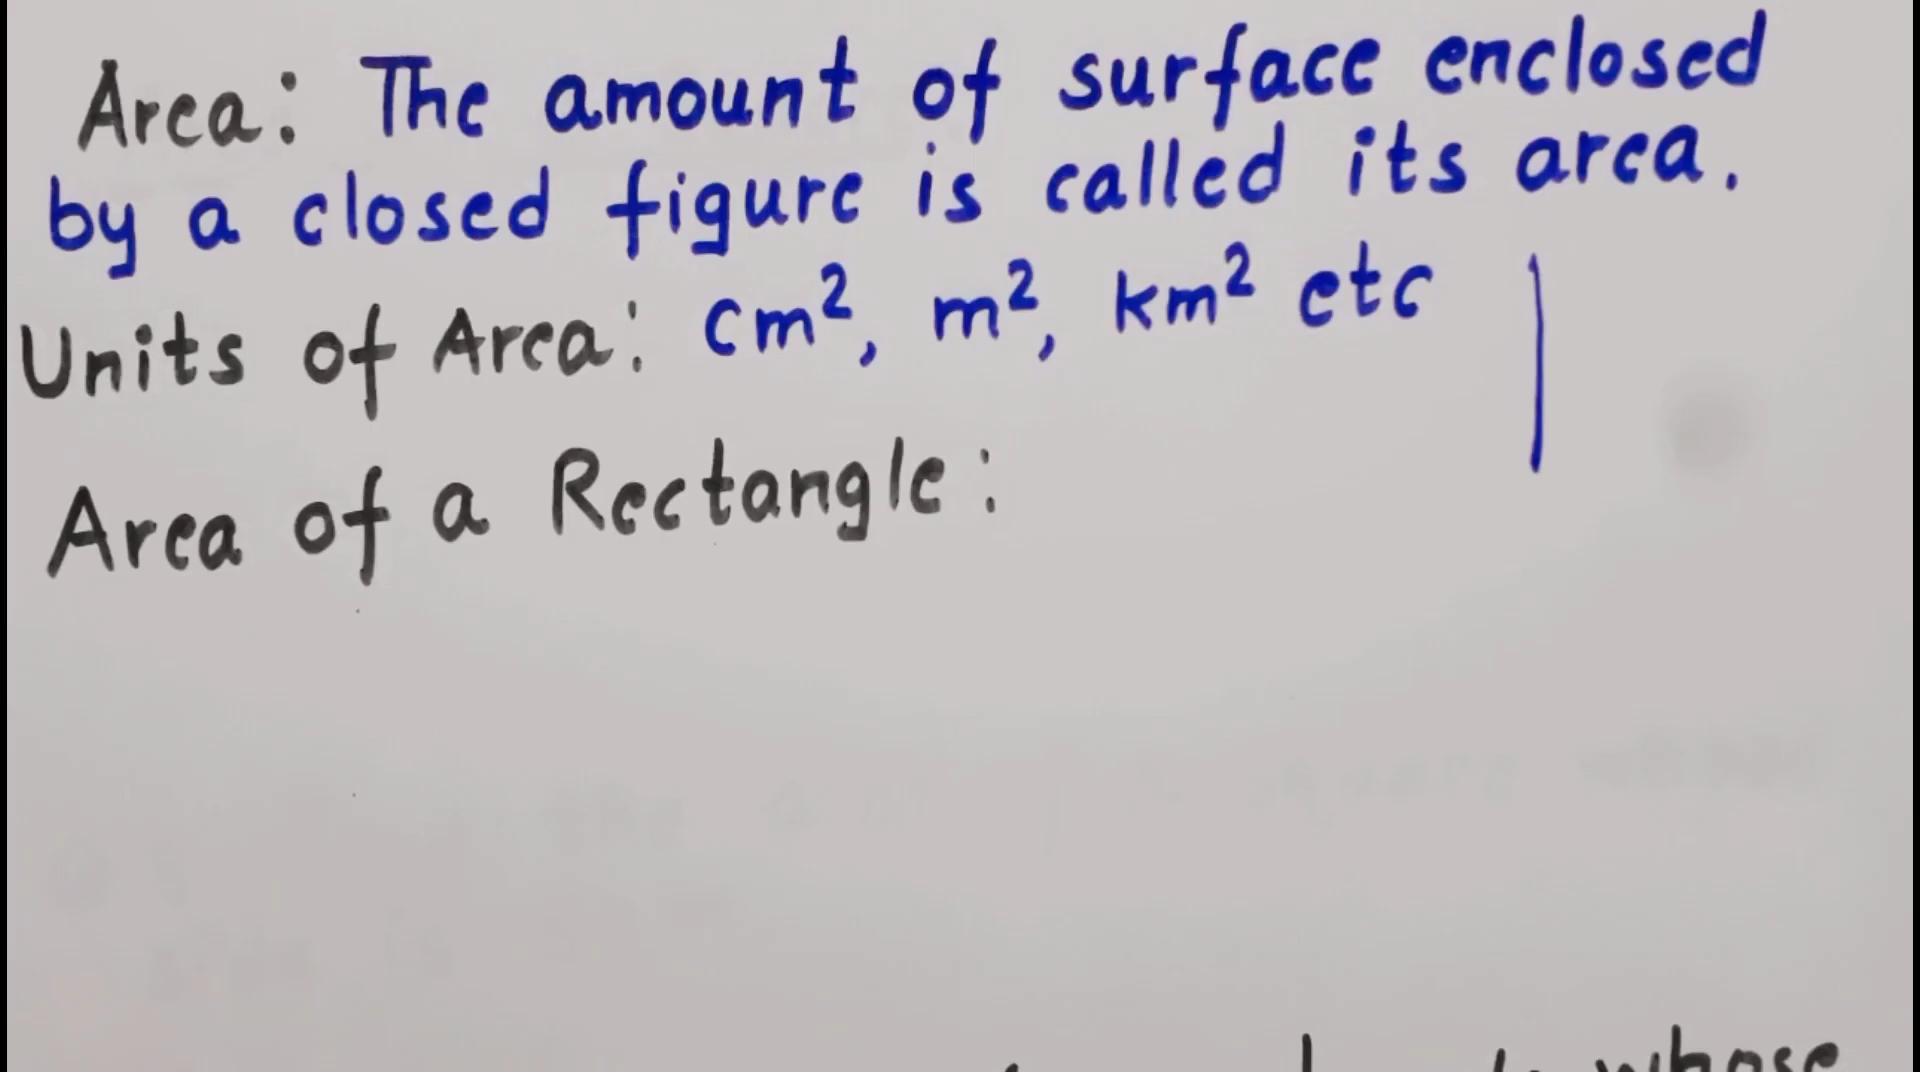 Area: The amount of surface enclosed
by a closed figure is called its area.
Units of Area: cm², m², km² etc
Area of a Rectangle:
whose